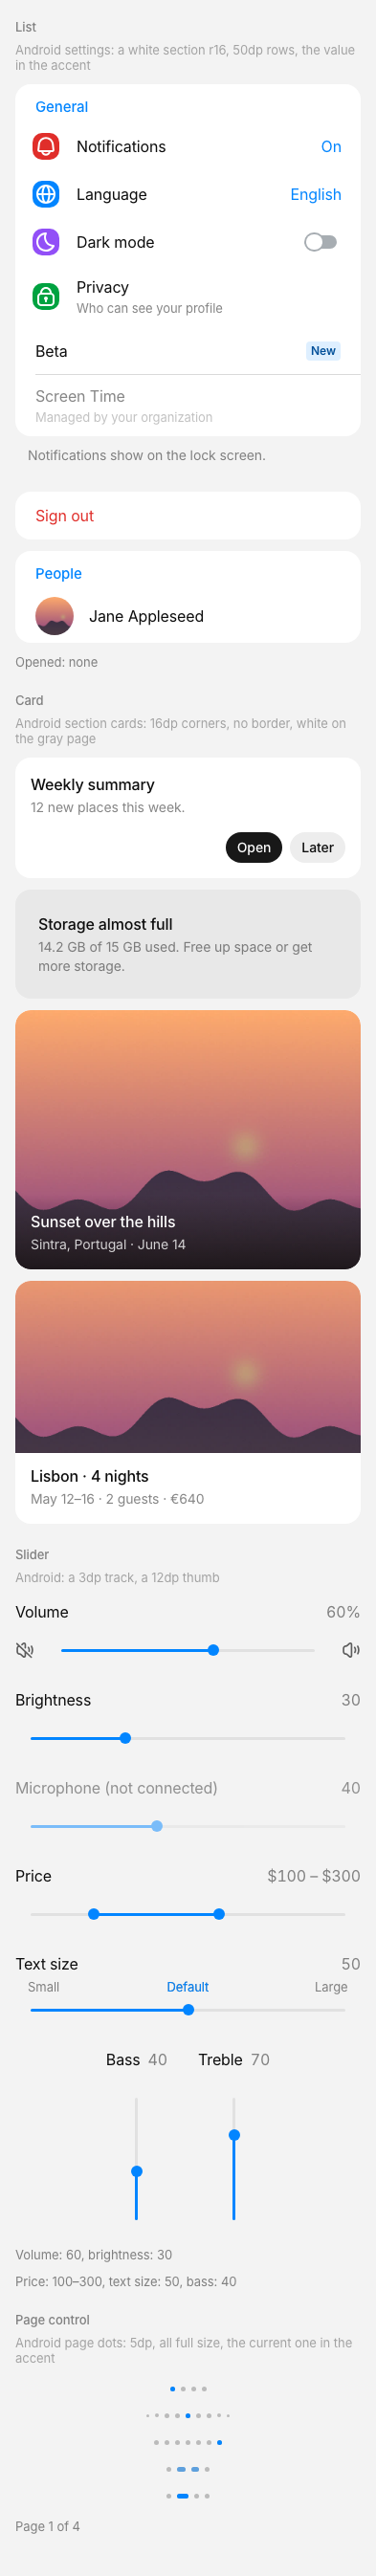 List
Android settings: a white section r16, 50dp rows, the value
in the accent
General
Notifications
On
Language
English
Dark mode
Privacy
Who can see your profile
Beta
New
Screen Time
Managed by your organization
Notifications show on the lock screen.
Sign out
People
Jane Appleseed
Opened: none
Card
Android section cards: 16dp corners, no border, white on
the gray page
Weekly summary
12 new places this week.
Open
Later
Storage almost full
14.2 GB of 15 GB used. Free up space or get
more storage.
Sunset over the hills
Sintra, Portugal · June 14
Lisbon · 4 nights
May 12–16 · 2 guests · €640
Slider
Android: a 3dp track, a 12dp thumb
Volume
60%
Brightness
30
Microphone (not connected)
40
Price
$100 – $300
Text size
50
Small
Default
Large
Bass 40
Treble 70
Volume: 60, brightness: 30
Price: 100–300, text size: 50, bass: 40
Page control
Android page dots: 5dp, all full size, the current one in the
accent
Page 1 of 4